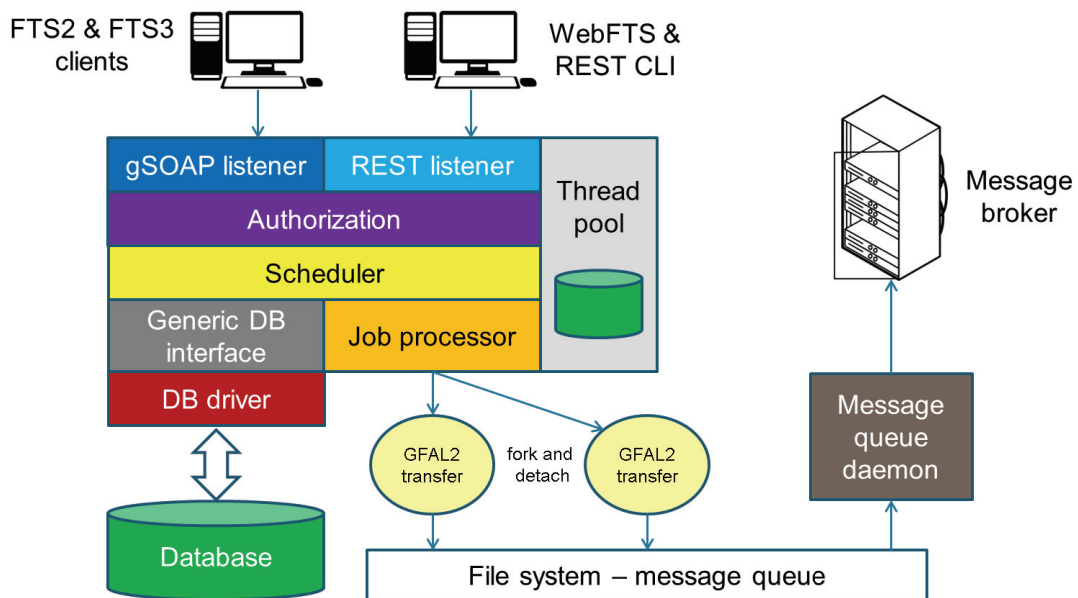 FTS2 & FTS3
clients
WebFTS &
REST CLI
gSOAP listener
REST listener
Thread
pool
Authorization
Scheduler
Generic DB
interface
Job processor
DB driver
Message
broker
GFAL2
transfer
fork and
detach
GFAL2
transfer
Message
queue
daemon
Database
File system – message queue